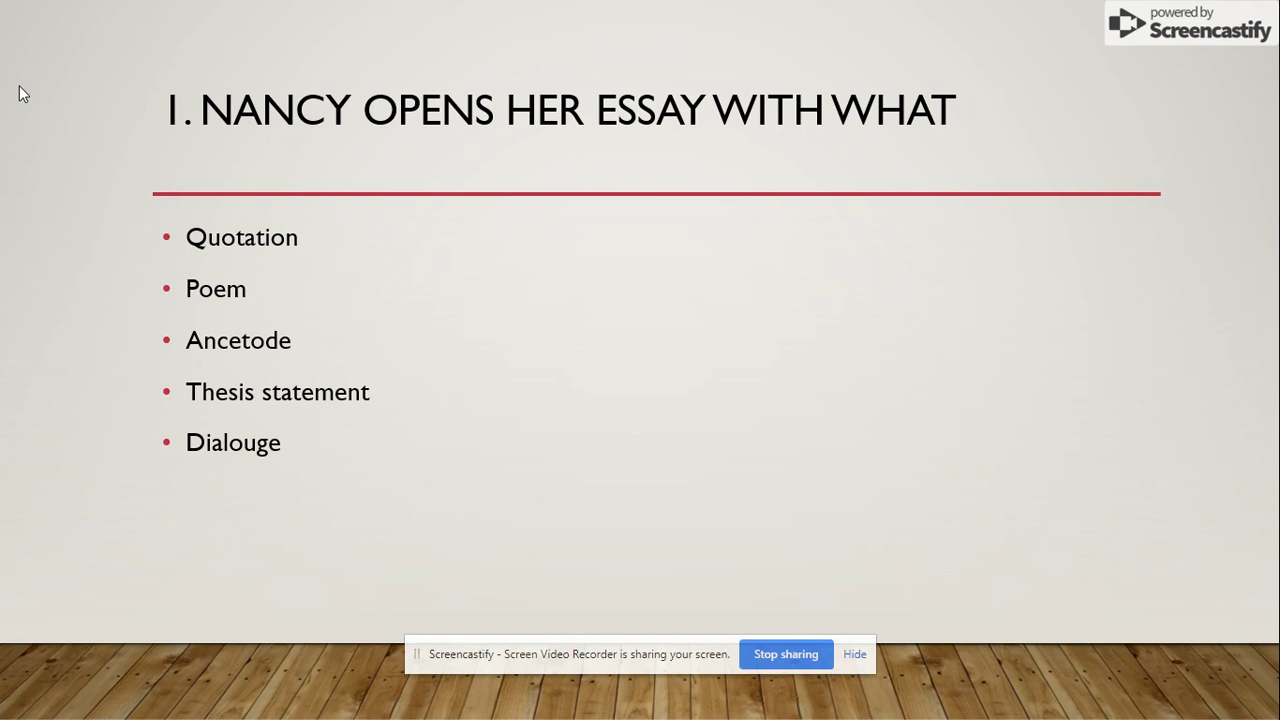 powered by
Screencastify
1. NANCY OPENS HER ESSAY WITH WHAT
• Quotation
• Poem
• Ancetode
• Thesis statement
• Dialouge
Screencastify - Screen Video Recorder is sharing your screen. Stop sharing Hide